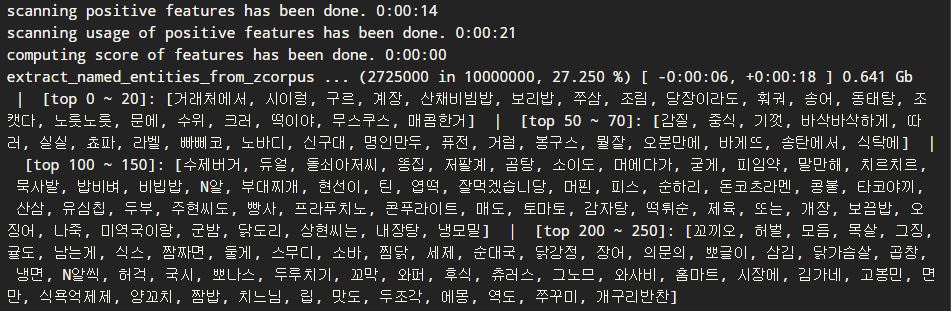 scanning positive features has been done. 0:00:14
scanning usage of positive features has been done. 0:00:21
computing score of features has been done. 0:00:00
extract_named_entities_from_zcorpus ... (2725000 in 10000000, 27.250 %) [ -0:00:06, +0:00:18 ] 0.641 Gb
| [top 0 ~ 20]: [거래처에서, 시이렁, 구르, 계장, 산채비빔밥, 보리밥, 쭈삼, 조림, 당장이라도, 훠궈, 송어, 동태탕, 조
캣다, 노릇노릇, 문에, 수위, 크러, 떡이야, 무스쿠스, 매콤한거] | [top 50 ~ 70]: [감질, 중식, 기껏, 바삭바삭하게, 따
러, 실실, 쵸파, 라벨, 빠삐코, 노바디, 신구대, 명인만두, 퓨전, 거럼, 봉구스, 뭘잘, 오분만에, 바게뜨, 송탄에서, 식탁에] |
[top 100 ~ 150]: [수제버거, 듀얼, 돌쇠아저씨, 똥집, 저팔계, 곰탕, 소이도, 머에다가, 굳게, 피임약, 말만해, 치르치르,
묵사발, 밥비벼, 비빕밥, N알, 부대찌개, 현선이, 틴, 엽떡, 잘먹겠습니당, 머핀, 피스, 순하리, 돈코츠라멘, 콩불, 타코야끼,
산삼, 유심칩, 두부, 주현씨도, 빵사, 프라푸치노, 콘푸라이트, 매도, 토마토, 감자탕, 떡튀순, 제육, 또는, 개장, 보끔밥, 오
징어, 나죽, 미역국이랑, 군밤, 닭도리, 상현씨는, 내장탕, 냉모밀] | [top 200 ~ 250]: [꼬끼오, 허벌, 모듬, 목살, 그징,
귤도, 남는게, 식스, 짬짜면, 둘게, 스무디, 소바, 찜닭, 세제, 순대국, 닭강정, 장어, 의문의, 뽀글이, 삼김, 닭가슴살, 곱창,
냉면, N알씩, 허걱, 국시, 뽀나스, 두루치기, 꼬막, 와퍼, 후식, 츄러스, 그노므, 와사비, 홈마트, 시장에, 김가네, 고봉민, 면
만, 식욕억제제, 양꼬치, 짬밥, 치느님, 립, 맛도, 두조각, 에몽, 역도, 쭈꾸미, 개구리반찬]